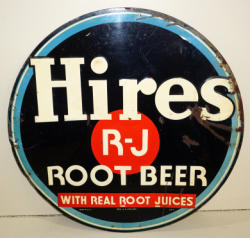 Hires
R-J
ROOT BEER
WITH REAL ROOT JUICES